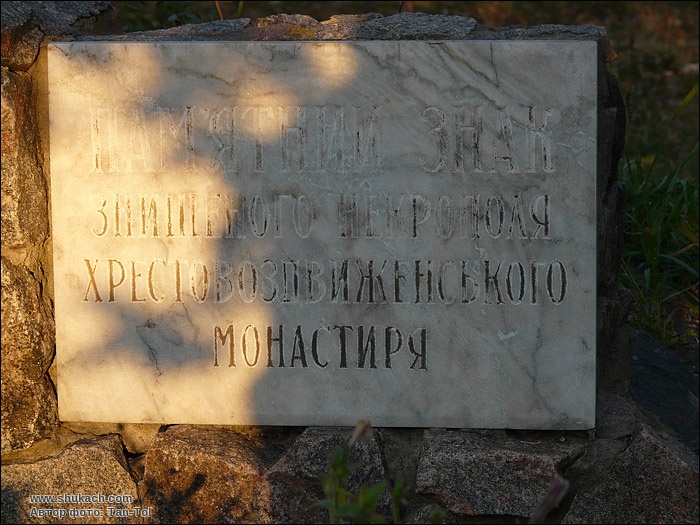 ПАМ'ЯТНИЙ ЗНАК
ЗНИЩЕНОГО НЕКРОПОЛЯ
ХРЕСТОВОЗДВИЖЕНСЬКОГО
МОНАСТИРЯ
www.shukach.com
Автор фото: Tan-Tol